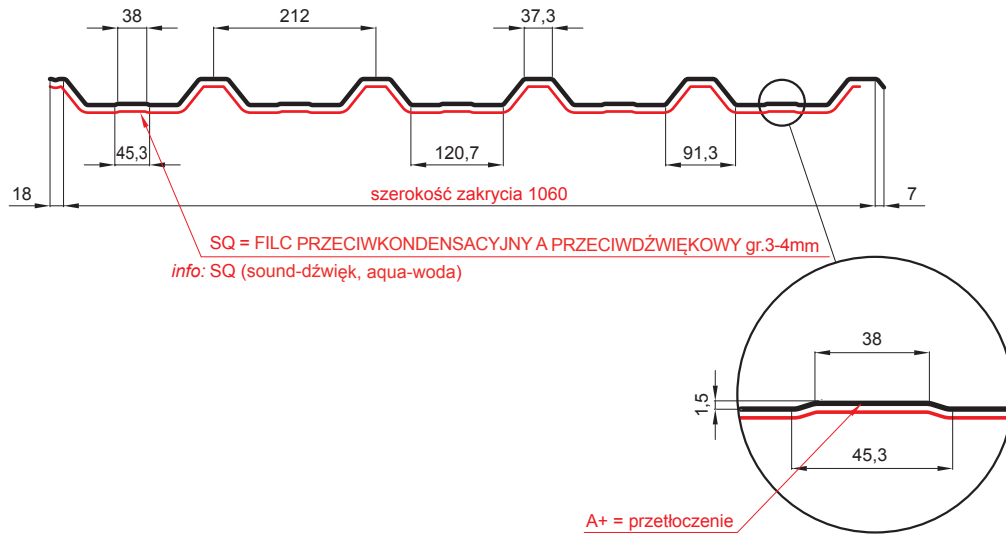 38
212
37,3
45,3
120,7
91,3
18
szerokość zakrycia 1060
7
SQ = FILC PRZECIWKONDENSACYJNY A PRZECIWDŹWIĘKOWY gr.3-4mm
info: SQ (sound-dźwięk, aqua-woda)
38
1,5
45,3
A+ = przetłoczenie